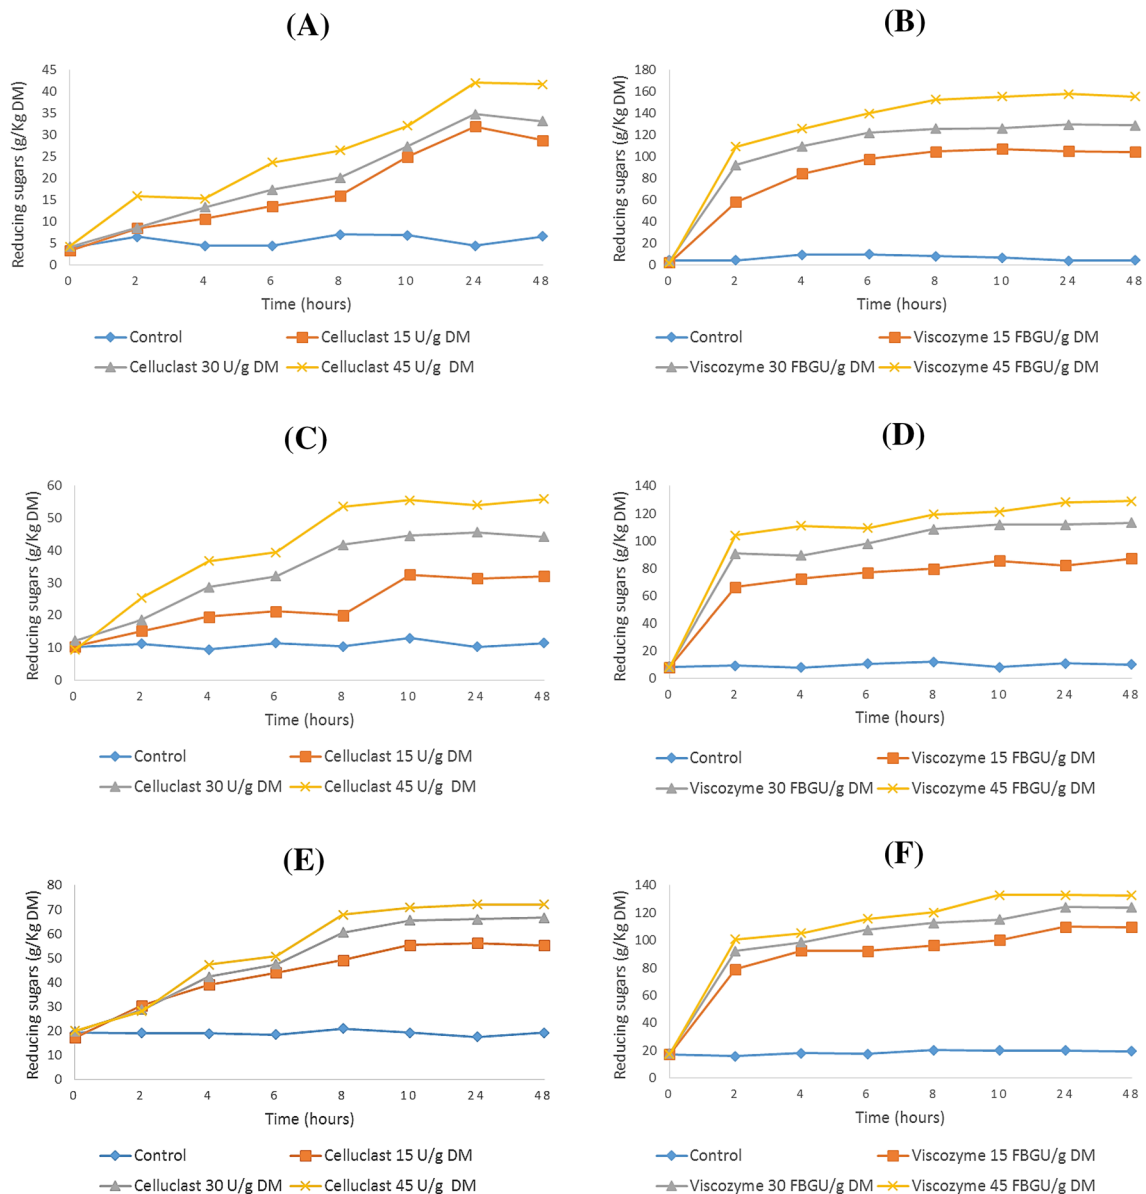 (A)
Reducing sugars (g/Kg DM)
45
40
35
30
25
20
15
10
5
0
0 2 4 6 8 10 24 48
Time (hours)
Control Celluclast 15 U/g DM
Celluclast 30 U/g DM Celluclast 45 U/g DM
(B)
Reducing sugars (g/Kg DM)
180
160
140
120
100
80
60
40
20
0
0 2 4 6 8 10 24 48
Time (hours)
Control Viscozyme 15 FBGU/g DM
Viscozyme 30 FBGU/g DM Viscozyme 45 FBGU/g DM
(C)
Reducing sugars (g/Kg DM)
60
50
40
30
20
10
0
0 2 4 6 8 10 24 48
Time (hours)
Control Celluclast 15 U/g DM
Celluclast 30 U/g DM Celluclast 45 U/g DM
(D)
Reducing sugars (g/Kg DM)
140
120
100
80
60
40
20
0
0 2 4 6 8 10 24 48
Time (hours)
Control Viscozyme 15 FBGU/g DM
Viscozyme 30 FBGU/g DM Viscozyme 45 FBGU/g DM
(E)
Reducing sugars (g/Kg DM)
80
70
60
50
40
30
20
10
0
0 2 4 6 8 10 24 48
Time (hours)
Control Celluclast 15 U/g DM
Celluclast 30 U/g DM Celluclast 45 U/g DM
(F)
Reducing sugars (g/Kg DM)
140
120
100
80
60
40
20
0
0 2 4 6 8 10 24 48
Time (hours)
Control Viscozyme 15 FBGU/g DM
Viscozyme 30 FBGU/g DM Viscozyme 45 FBGU/g DM